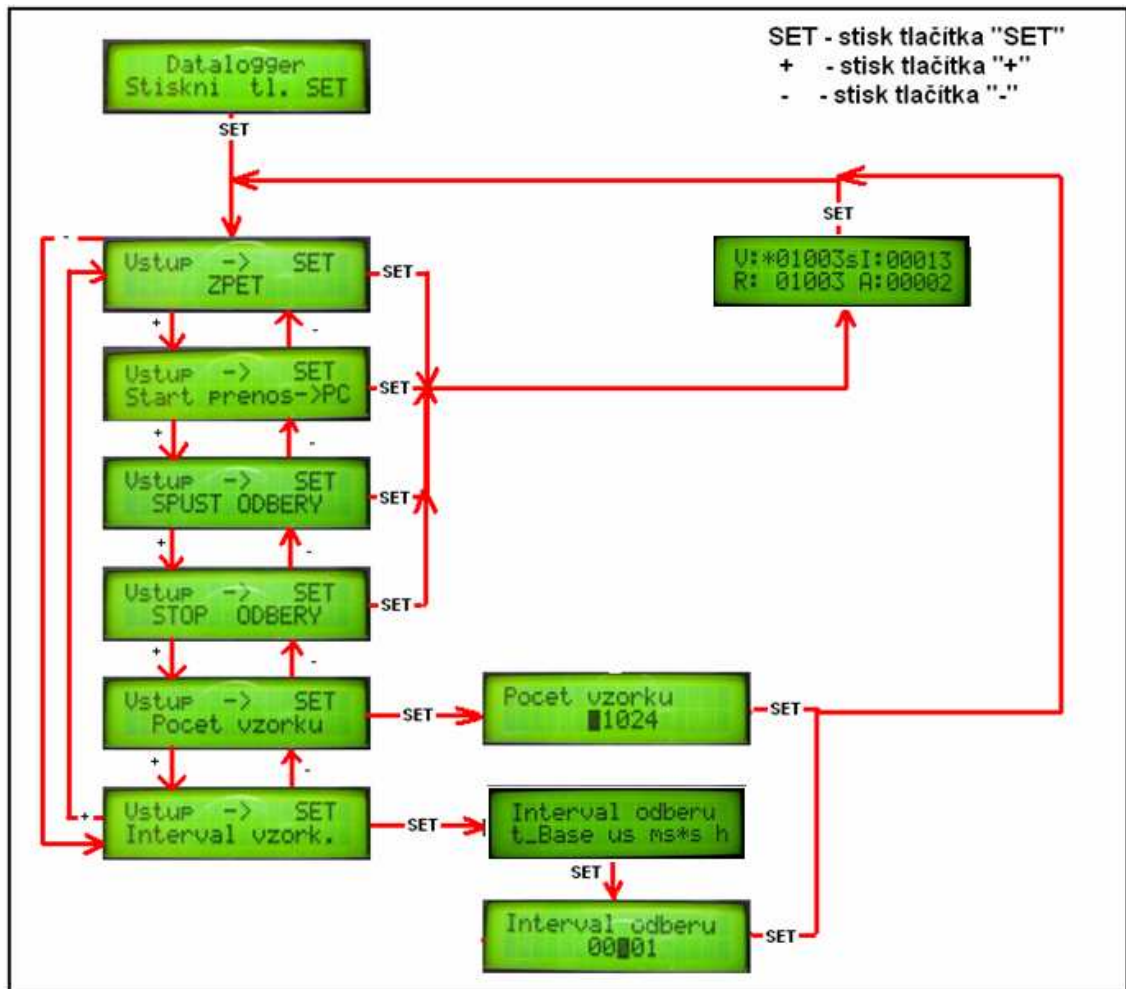 SET - stisk tlačítka "SET"
+ - stisk tlačítka "+"
- - stisk tlačítka "-"
Datalogger
Stiskni tl. SET
SET
SET
V:*01003sI:00013
R: 01003 A:00002
-
Vstup -> SET
ZPET
SET
+
-
Vstup -> SET
Start prenos->PC
SET
+
-
Vstup -> SET
SPUST ODBERY
SET
+
-
Vstup -> SET
STOP ODBERY
SET
+
-
Vstup -> SET
Pocet vzorku
SET
Pocet vzorku
1024
SET
+
-
+
Vstup -> SET
Interval vzork.
SET
Interval odberu
t_Base us ms*s h
SET
Interval odberu
00 01
SET